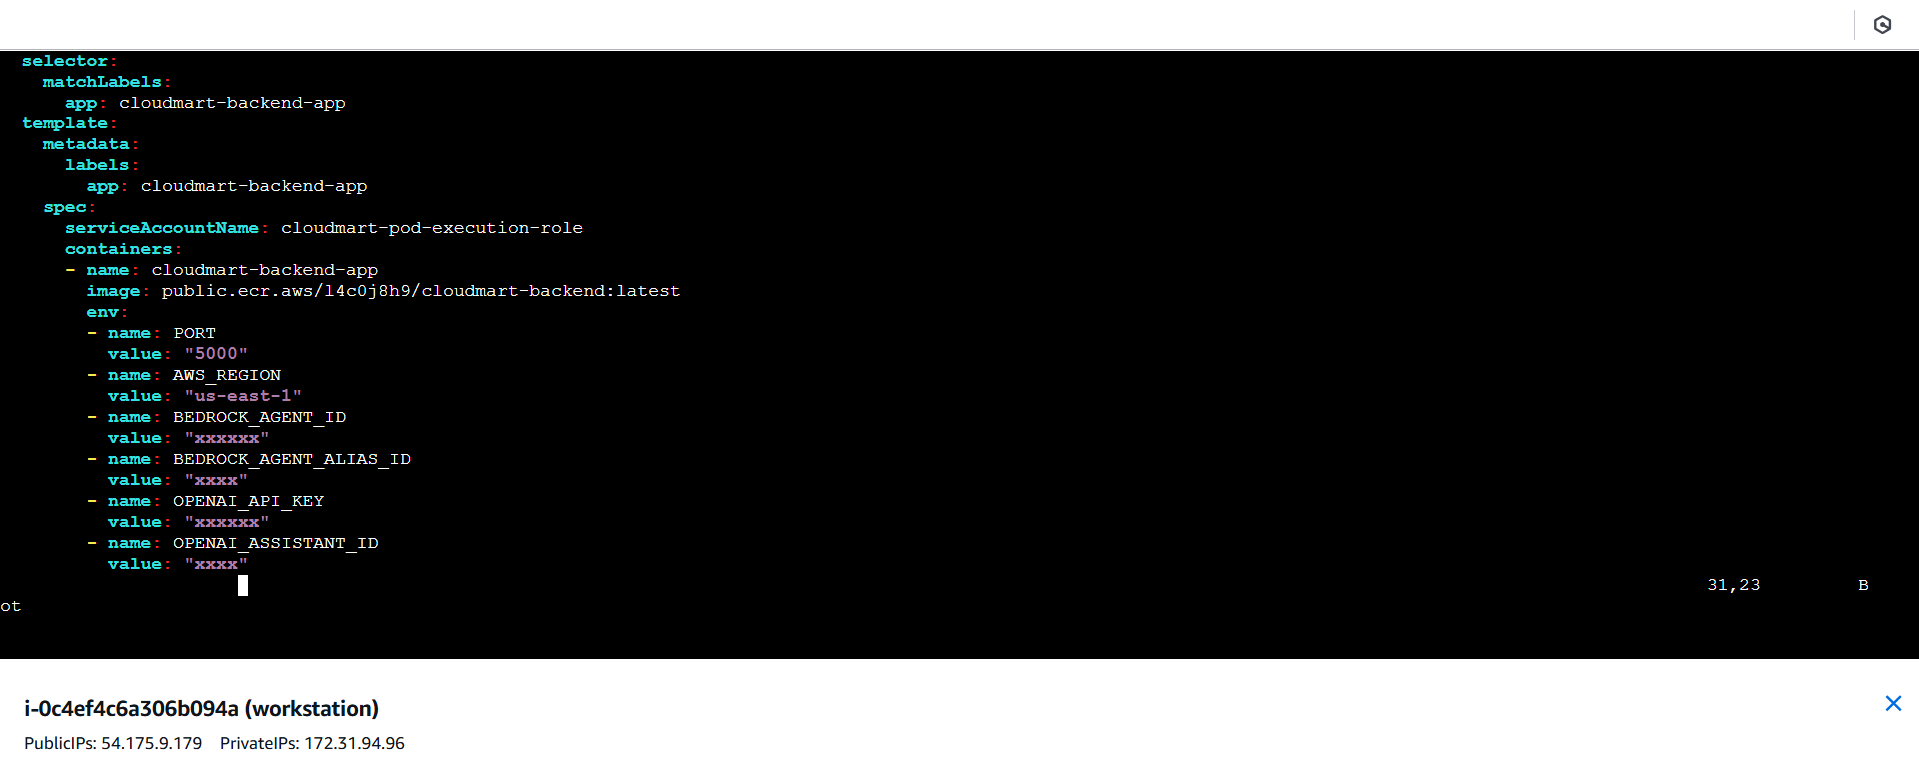 selector:
matchLabels:
app: cloudmart-backend-app
template:
metadata:
labels:
app: cloudmart-backend-app
spec:
serviceAccountName: cloudmart-pod-execution-role
containers:
- name: cloudmart-backend-app
image: public.ecr.aws/l4c0j8h9/cloudmart-backend:latest
env:
- name: PORT
value: "5000"
- name: AWS_REGION
value: "us-east-1"
- name: BEDROCK_AGENT_ID
value: "xxxxxx"
- name: BEDROCK_AGENT_ALIAS_ID
value: "xxxx"
- name: OPENAI_API_KEY
value: "xxxxxx"
- name: OPENAI_ASSISTANT_ID
value: "xxxx"
31,23 B
ot
i-0c4ef4c6a306b094a (workstation)
PublicIPs: 54.175.9.179 PrivateIPs: 172.31.94.96